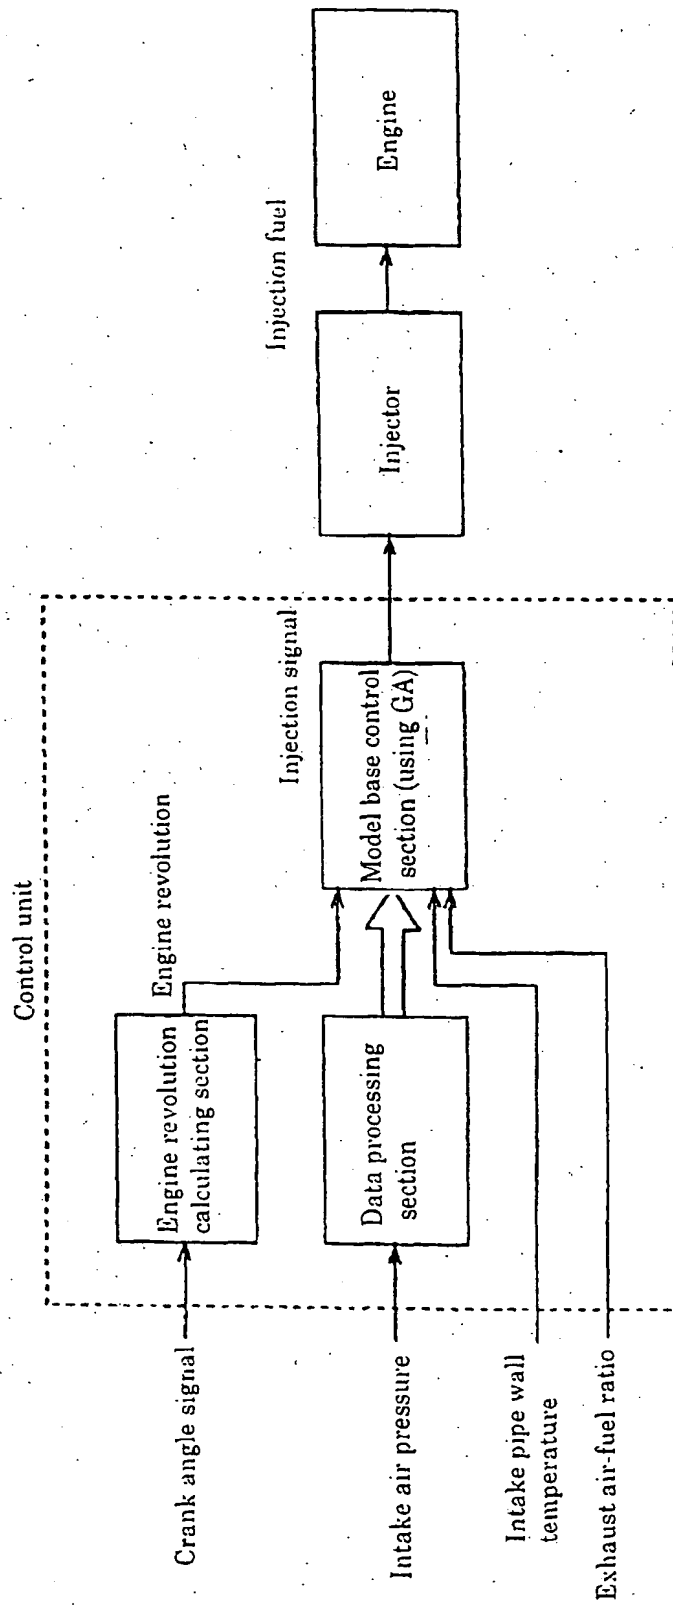 Control unit
Crank angle signal
Engine revolution
calculating section
Engine revolution
Intake air pressure
Data processing
section
Intake pipe wall
temperature
Exhaust air-fuel ratio
Model base control
section (using GA)
Injection signal
Injector
Injection fuel
Engine